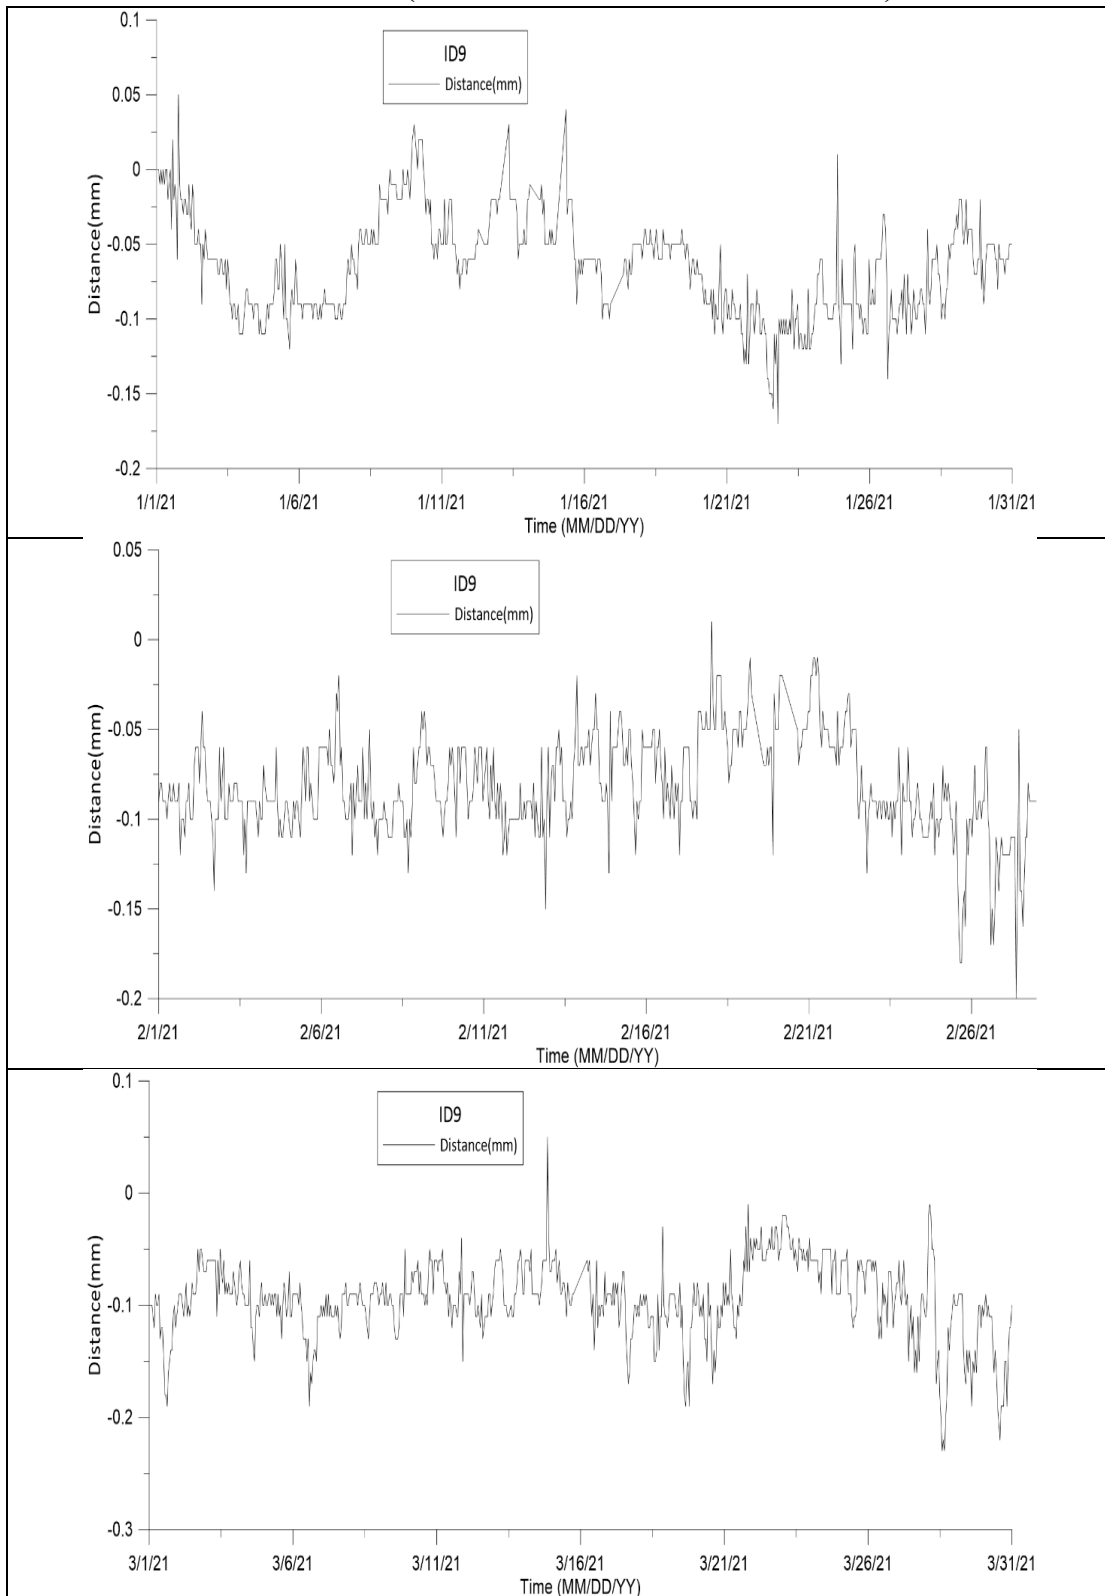 0.1
0.05
0
-0.05
-0.1
-0.15
-0.2
Distance(mm)
ID9
Distance(mm)
1/1/21 1/6/21 1/11/21 1/16/21 1/21/21 1/26/21 1/31/21
Time (MM/DD/YY)
0.05
0
-0.05
-0.1
-0.15
-0.2
Distance(mm)
ID9
Distance(mm)
2/1/21 2/6/21 2/11/21 2/16/21 2/21/21 2/26/21
Time (MM/DD/YY)
0.1
0
-0.1
-0.2
-0.3
Distance(mm)
ID9
Distance(mm)
3/1/21 3/6/21 3/11/21 3/16/21 3/21/21 3/26/21 3/31/21
Time (MM/DD/YY)